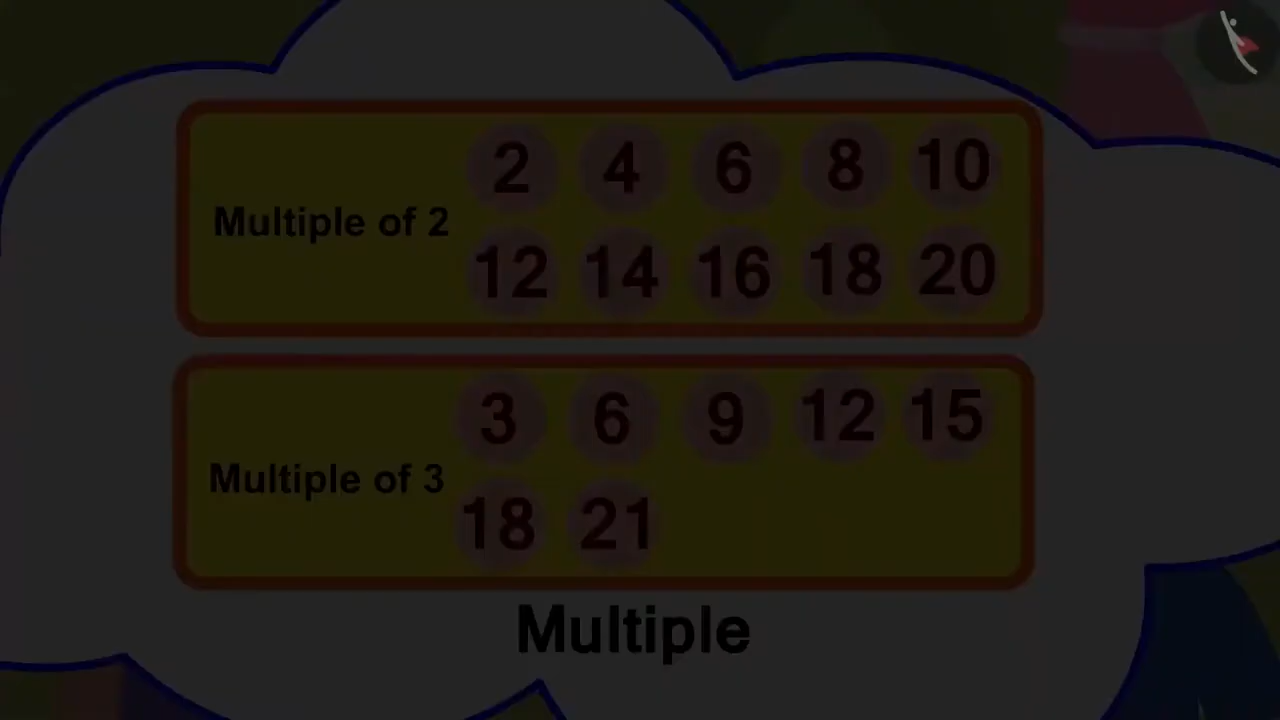 2 4 6 8 10
Multiple of 2
12 14 16 18 20
3 6 9 12 15
Multiple of 3
18 21
Multiple